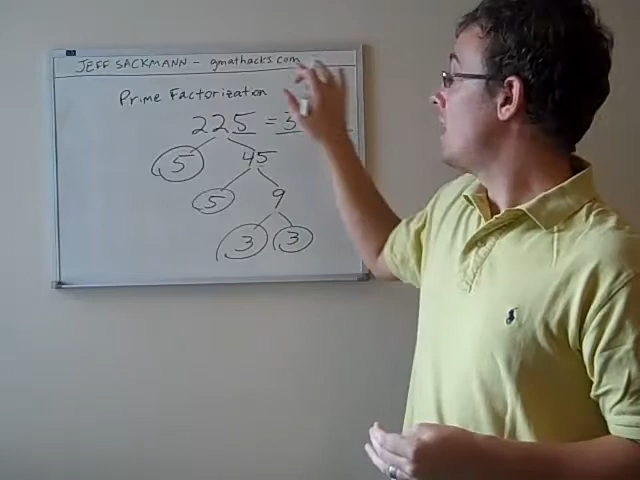 JEFF SACKMANN - gmathacks.com
Prime Factorization
225 = 3
5 45
5 9
3 3